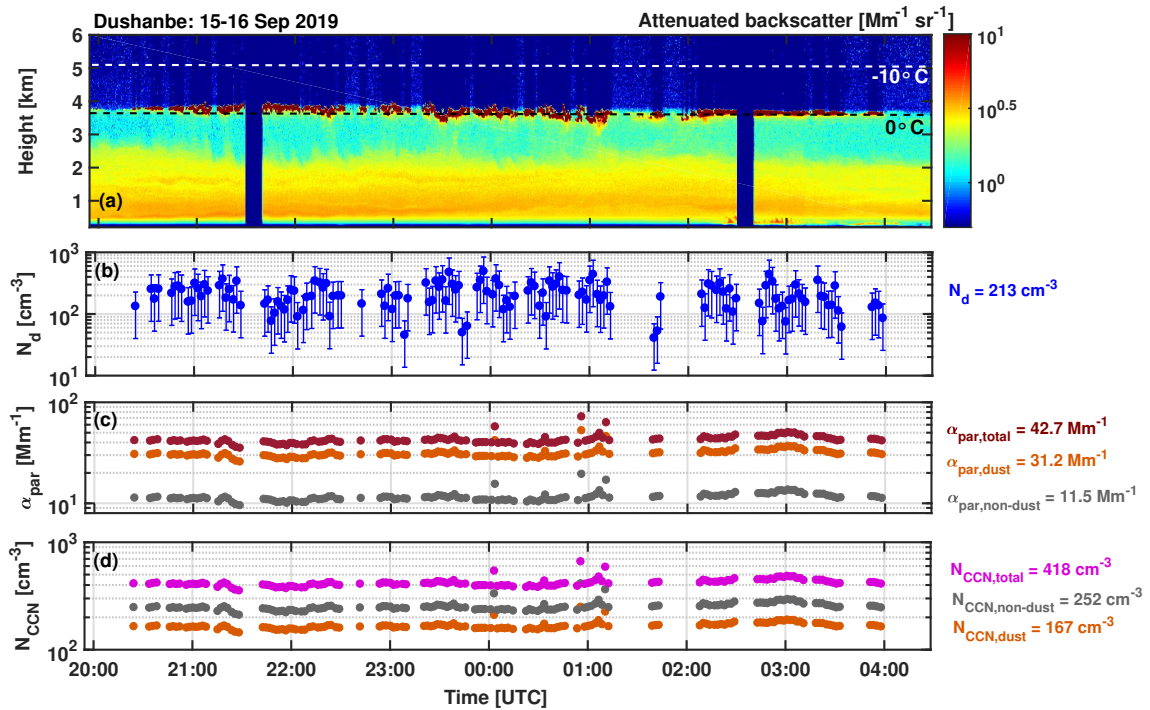 Dushanbe: 15-16 Sep 2019
Attenuated backscatter [Mm⁻¹ sr⁻¹]
Height [km]
6
5
4
3
2
1
-10° C
0° C
(a)
10¹
10⁰·⁵
10⁰
(b)
N_d [cm⁻³]
10³
10²
10¹
N_d = 213 cm⁻³
(c)
α_par [Mm⁻¹]
10²
10¹
α_par,total = 42.7 Mm⁻¹
α_par,dust = 31.2 Mm⁻¹
α_par,non-dust = 11.5 Mm⁻¹
(d)
N_CCN [cm⁻³]
10³
10²
N_CCN,total = 418 cm⁻³
N_CCN,non-dust = 252 cm⁻³
N_CCN,dust = 167 cm⁻³
20:00 21:00 22:00 23:00 00:00 01:00 02:00 03:00 04:00
Time [UTC]